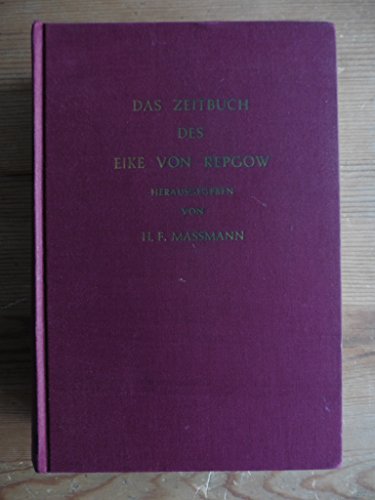 DAS ZEITBUCH
DES
EIKE VON REPGOW
HERAUSGEGEBEN
VON
H. F. MASSMANN